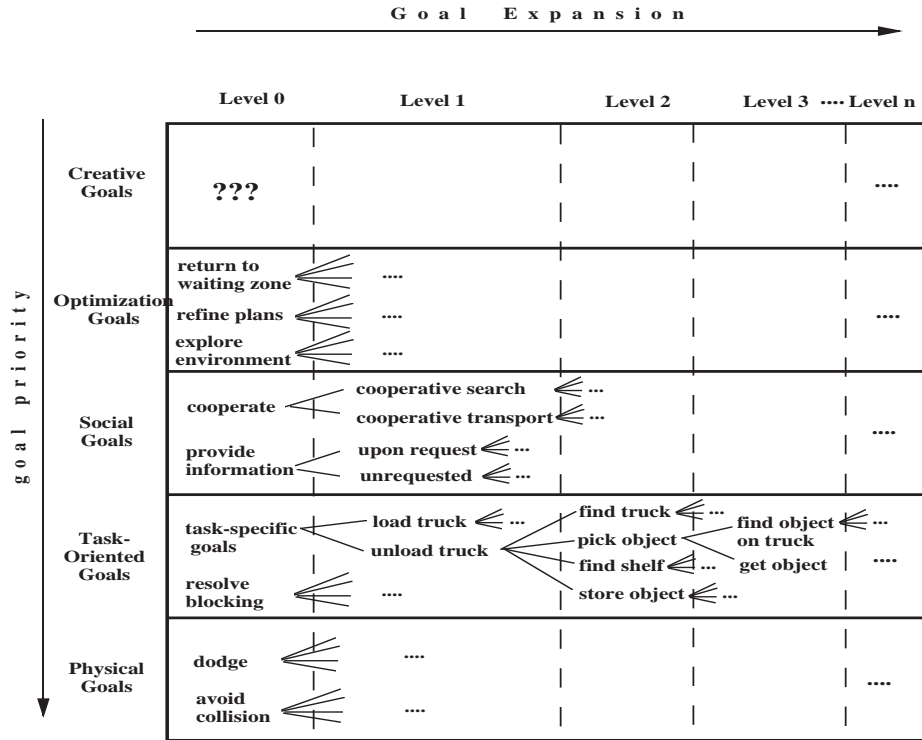 Goal Expansion
Level 0 Level 1 Level 2 Level 3 .... Level n
goal priority
Creative
Goals
???
....
Optimization
Goals
return to
waiting zone
....
refine plans
....
explore
environment
....
....
Social
Goals
cooperate
cooperative search ...
cooperative transport ...
provide
information
upon request ...
unrequested ...
....
Task-
Oriented
Goals
task-specific
goals
load truck ...
unload truck
find truck ...
pick object
find object
on truck
...
get object
find shelf ...
store object ...
resolve
blocking
....
....
Physical
Goals
dodge
....
avoid
collision
....
....